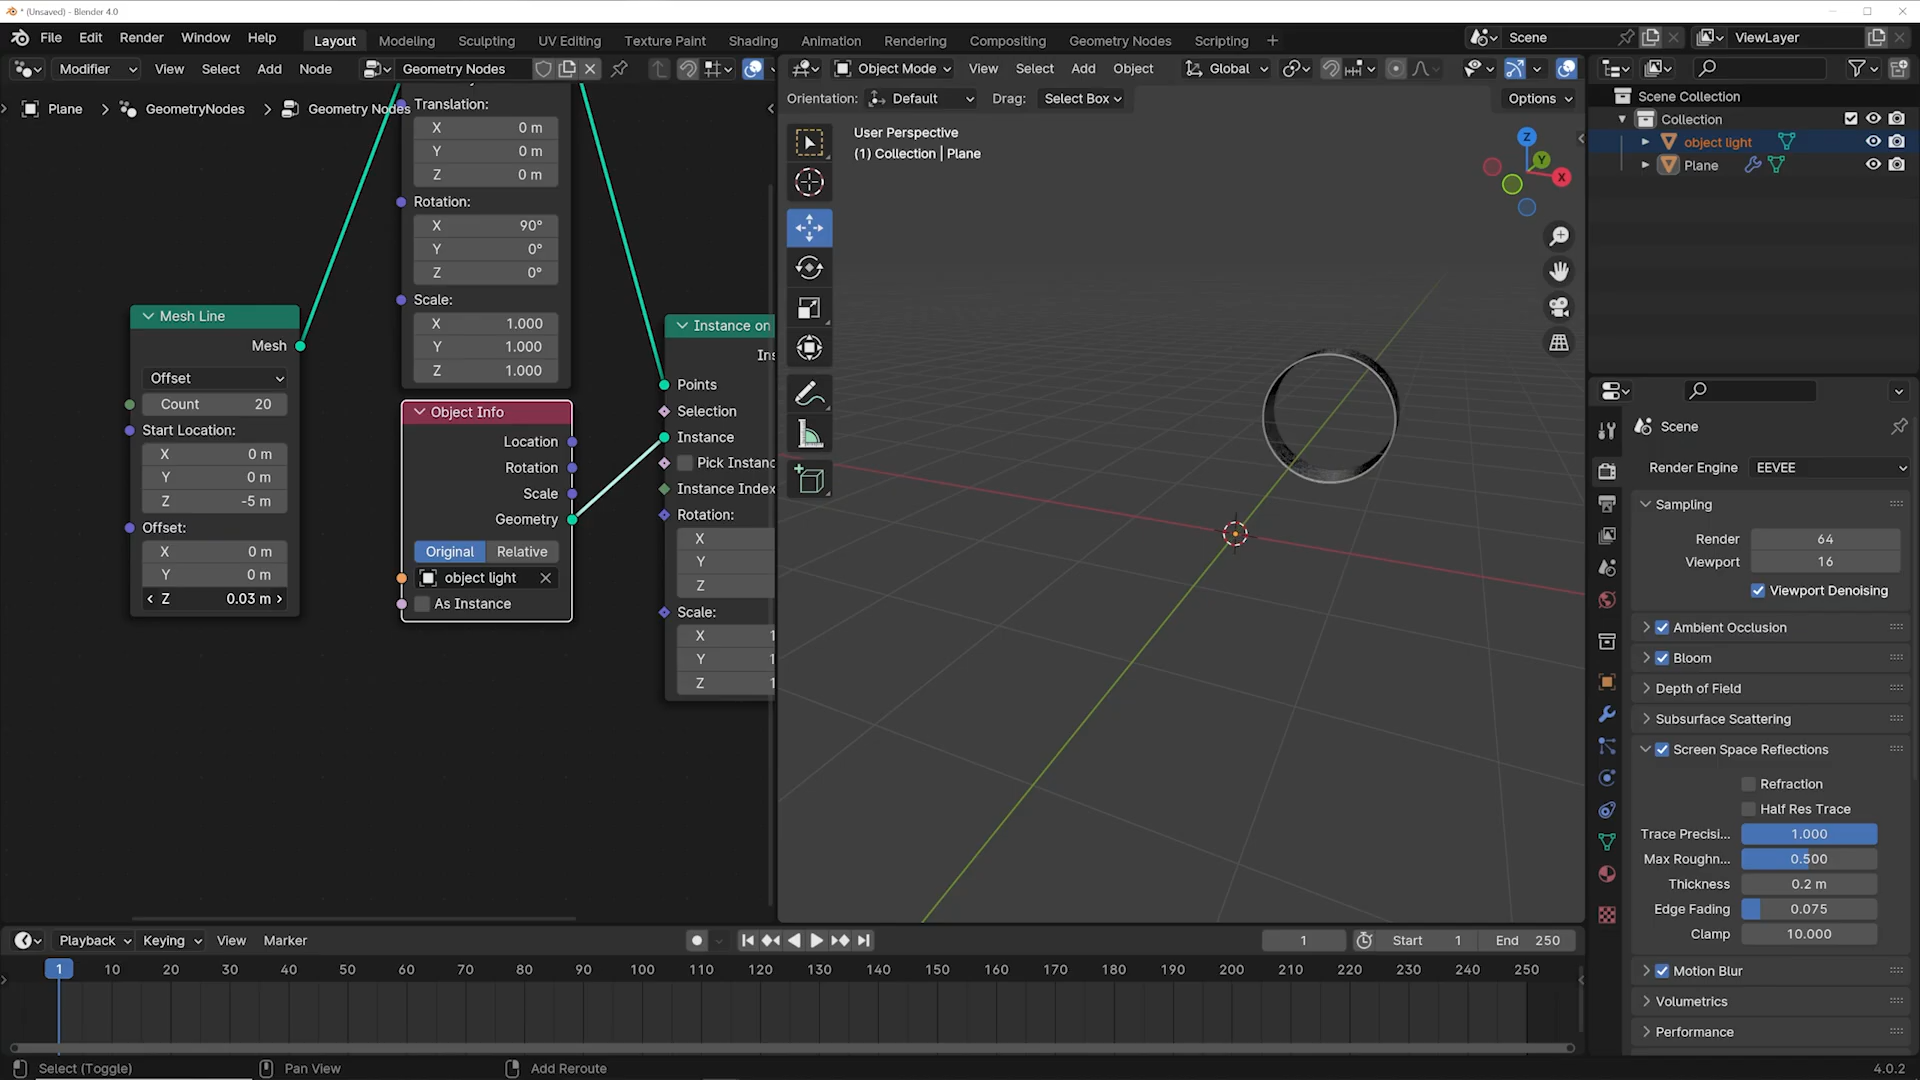 * (Unsaved) - Blender 4.0
File Edit Render Window Help Layout Modeling Sculpting UV Editing Texture Paint Shading Animation Rendering Compositing Geometry Nodes Scripting +
Scene
ViewLayer
Modifier View Select Add Node Geometry Nodes
Object Mode View Select Add Object Global
Plane > GeometryNodes > Geometry Nodes
Orientation: Default Drag: Select Box Options
Translation:
X 0 m
Y 0 m
Z 0 m
Rotation:
X 90°
Y 0°
Z 0°
Scale:
X 1.000
Y 1.000
Z 1.000
Mesh Line
Mesh
Offset
Count 20
Start Location:
X 0 m
Y 0 m
Z -5 m
Offset:
X 0 m
Y 0 m
Z 0.03 m
Object Info
Location
Rotation
Scale
Geometry
Original Relative
object light
As Instance
Instance on
Ins
Points
Selection
Instance
Pick Instanc
Instance Index
Rotation:
X
Y
Z
Scale:
X 1
Y 1
Z 1
User Perspective
(1) Collection | Plane
Z
Y
X
Scene Collection
Collection
object light
Plane
Scene
Render Engine EEVEE
Sampling
Render 64
Viewport 16
Viewport Denoising
Ambient Occlusion
Bloom
Depth of Field
Subsurface Scattering
Screen Space Reflections
Refraction
Half Res Trace
Trace Precisi... 1.000
Max Roughn... 0.500
Thickness 0.2 m
Edge Fading 0.075
Clamp 10.000
Motion Blur
Volumetrics
Performance
Playback Keying View Marker
1 Start 1 End 250
1 10 20 30 40 50 60 70 80 90 100 110 120 130 140 150 160 170 180 190 200 210 220 230 240 250
Select (Toggle) Pan View Add Reroute 4.0.2